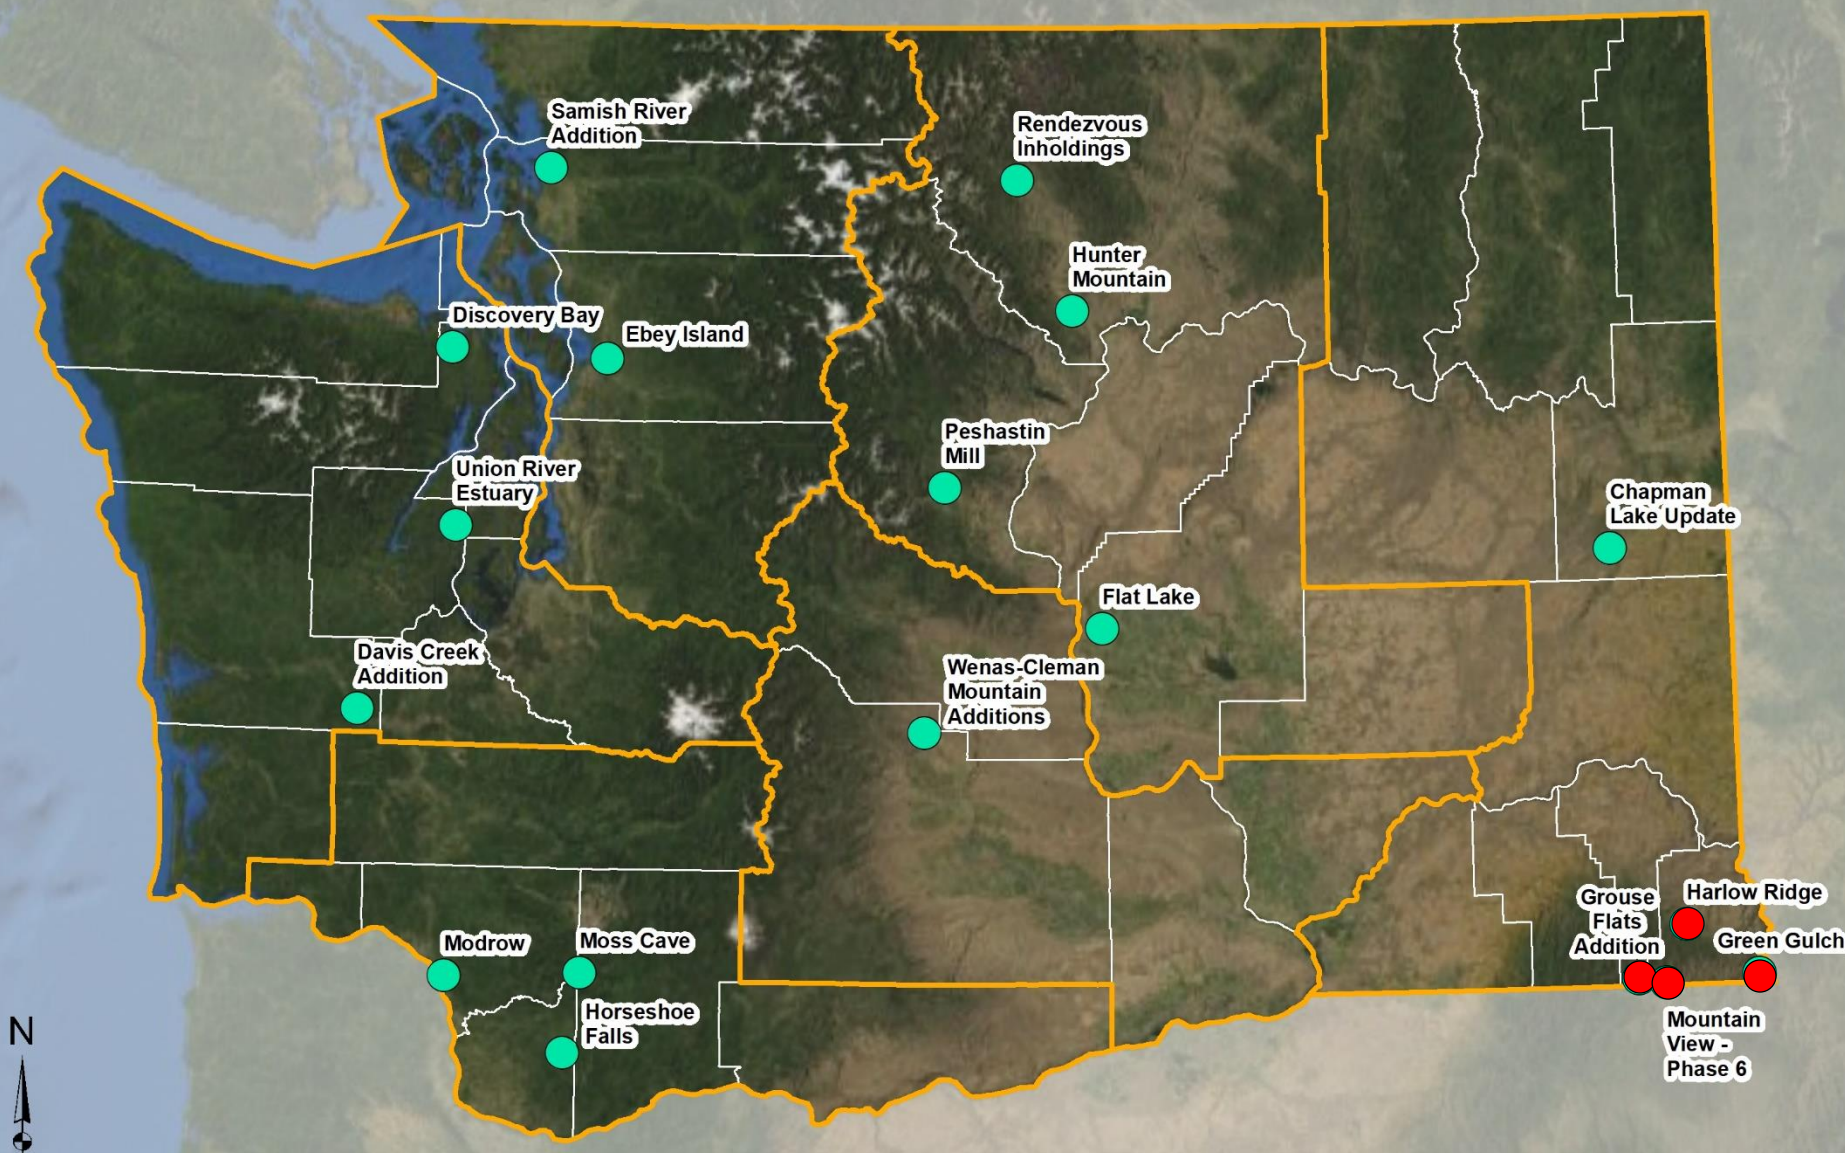 Samish River
Addition
Rendezvous
Inholdings
Hunter
Mountain
Discovery Bay
Ebey Island
Peshastin
Mill
Union River
Estuary
Chapman
Lake Update
Flat Lake
Davis Creek
Addition
Wenas-Cleman
Mountain
Additions
Grouse
Flats
Addition
Harlow Ridge
Green Gulch
Modrow
Moss Cave
Horseshoe
Falls
Mountain
View -
Phase 6
N